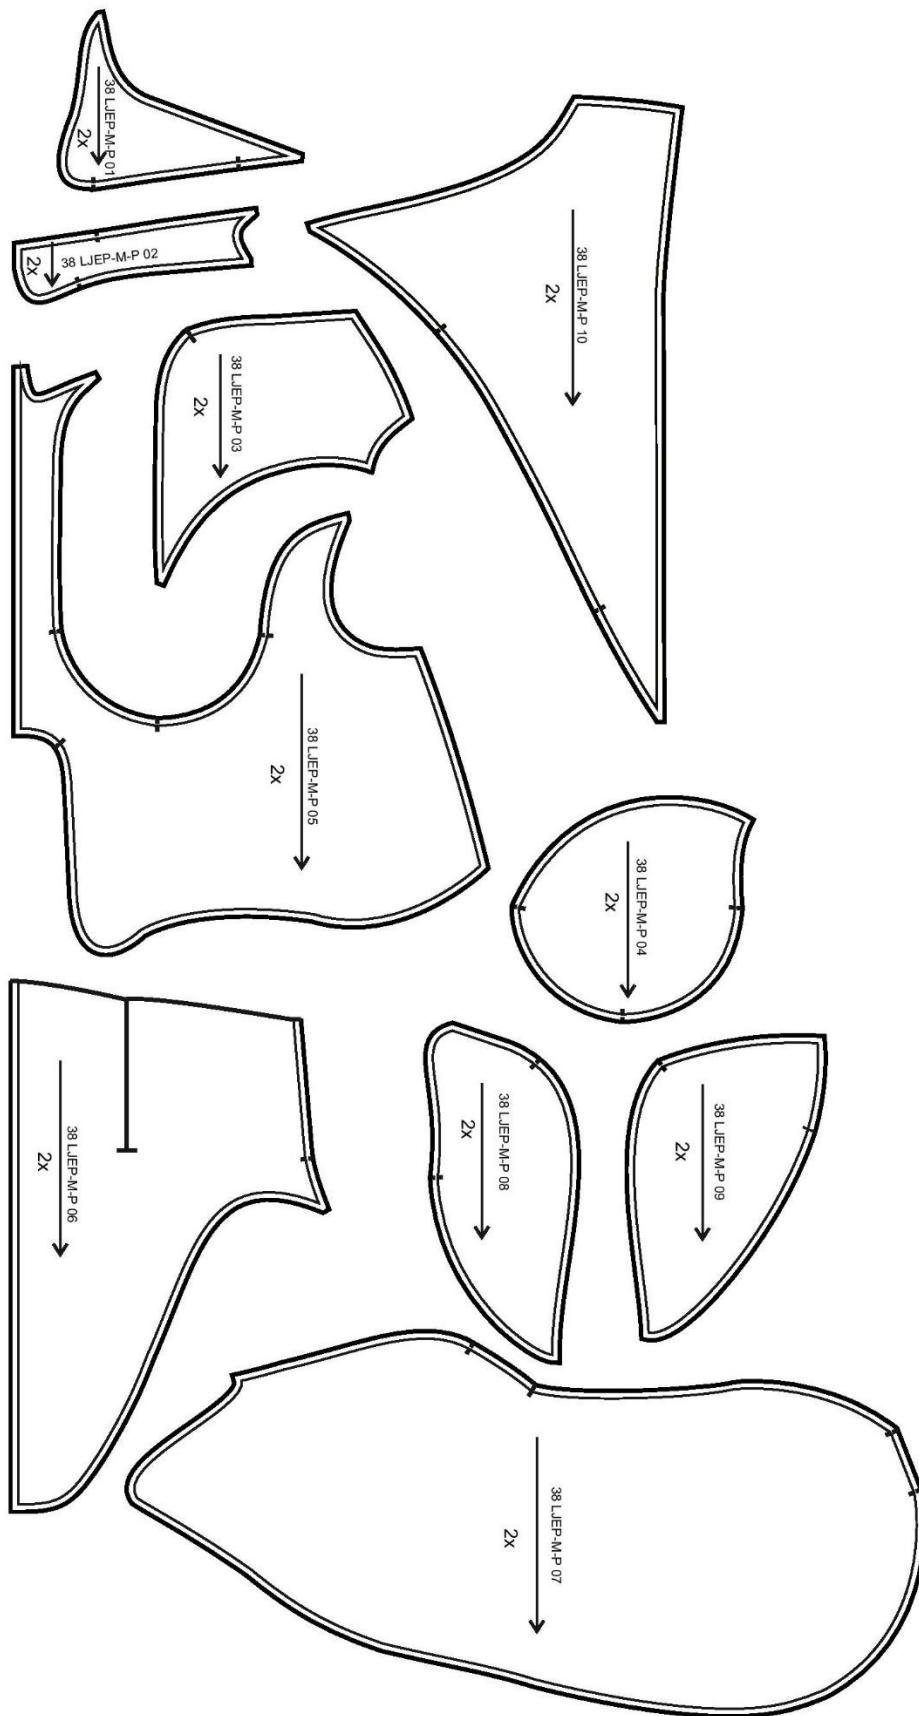 38 LJEP-M-P 01
2x
38 LJEP-M-P 02
2x
38 LJEP-M-P 10
2x
38 LJEP-M-P 03
2x
38 LJEP-M-P 05
2x
38 LJEP-M-P 04
2x
38 LJEP-M-P 08
2x
38 LJEP-M-P 09
2x
38 LJEP-M-P 06
2x
38 LJEP-M-P 07
2x